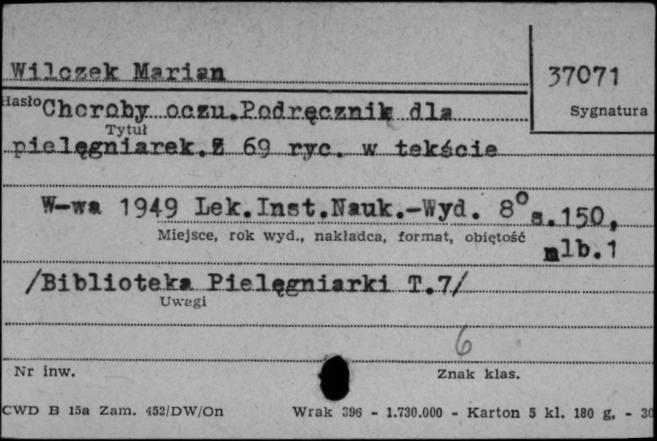 Wilczek Marian
37071
Hasło Choroby oczu.Podręcznik dla
Sygnatura
Tytuł
pielęgniarek.Z 69 ryc. w tekście
W-wa 1949 Lek.Inst.Nauk.-Wyd. 8° s.150,
Miejsce, rok wyd., nakładca, format, objętość
nlb.1
/Biblioteka Pielęgniarki T.7/
Uwagi
6
Nr inw.
Znak klas.
CWD B 15a Zam. 452/DW/On Wrak 396 - 1.730.000 - Karton 5 kl. 180 g. - 30